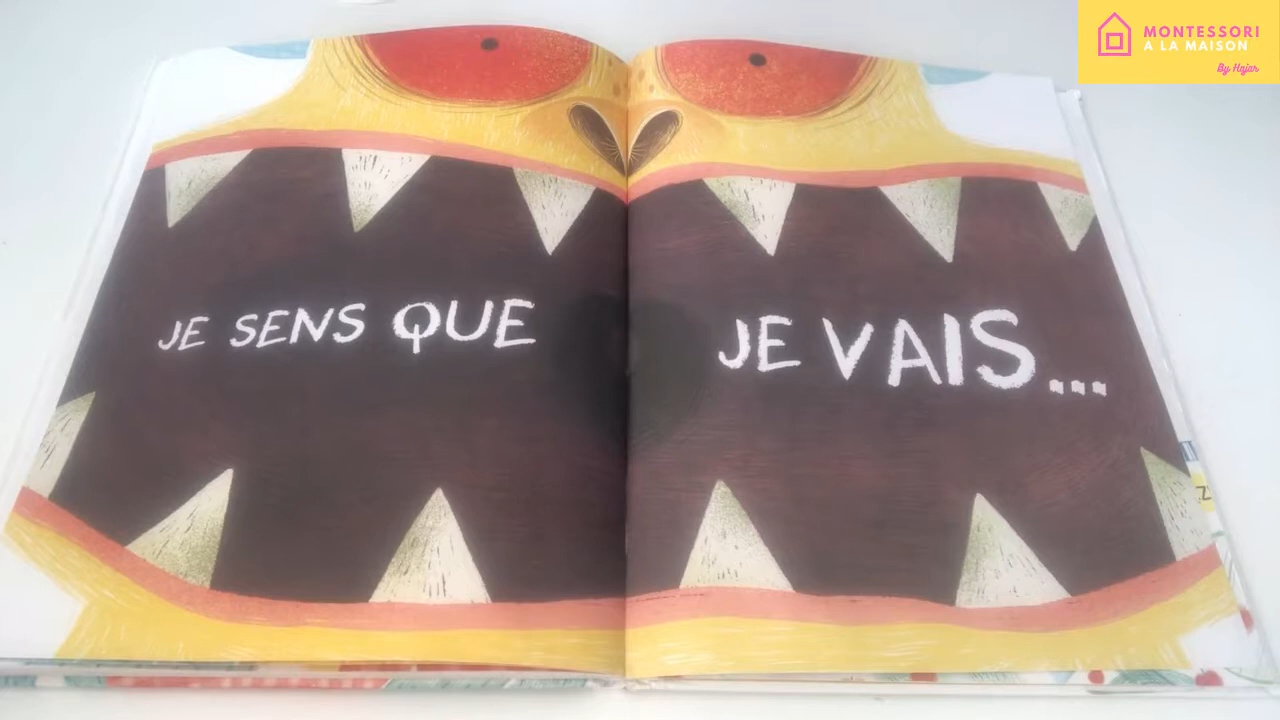 MONTESSORI
A LA MAISON
By Hajar
JE SENS QUE
JE VAIS...